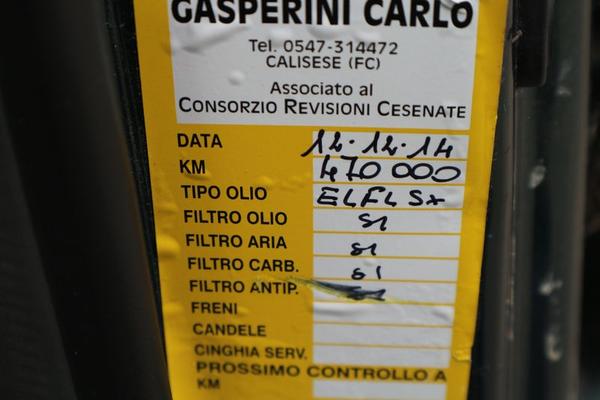 GASPERINI CARLO
Tel. 0547-314472
CALISESE (FC)
Associato al
CONSORZIO REVISIONI CESENATE
DATA 12·12·14
KM 470 000
TIPO OLIO
FILTRO OLIO SI
FILTRO ARIA SI
FILTRO CARB. SI
FILTRO ANTIP.
FRENI
CANDELE
CINGHIA SERV.
PROSSIMO CONTROLLO A
KM